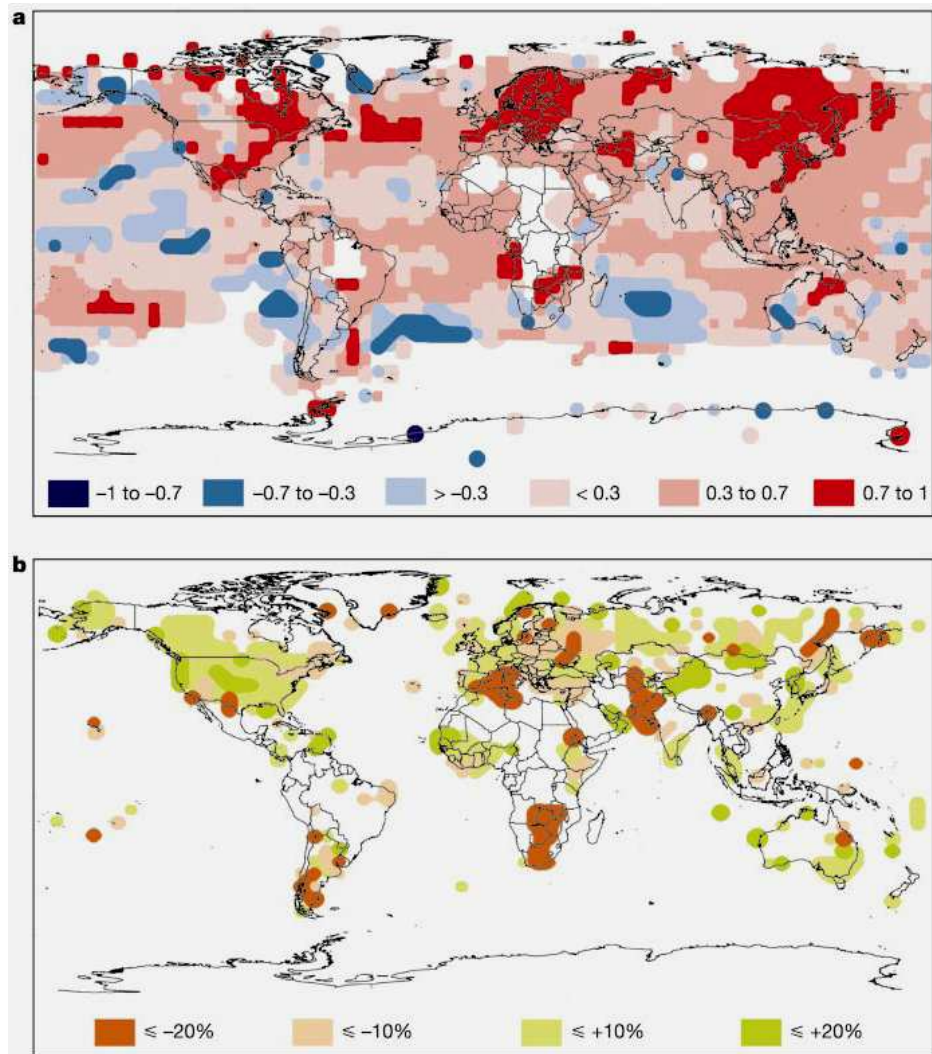 a
–1 to –0.7 –0.7 to –0.3 > –0.3 < 0.3 0.3 to 0.7 0.7 to 1
b
⩽ –20% ⩽ –10% ⩽ +10% ⩽ +20%